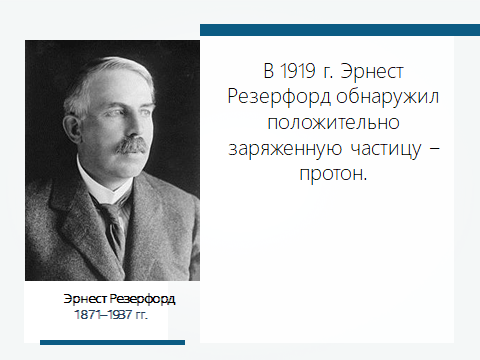 В 1919 г. Эрнест
Резерфорд обнаружил
положительно
заряженную частицу –
протон.
Эрнест Резерфорд
1871–1937 гг.